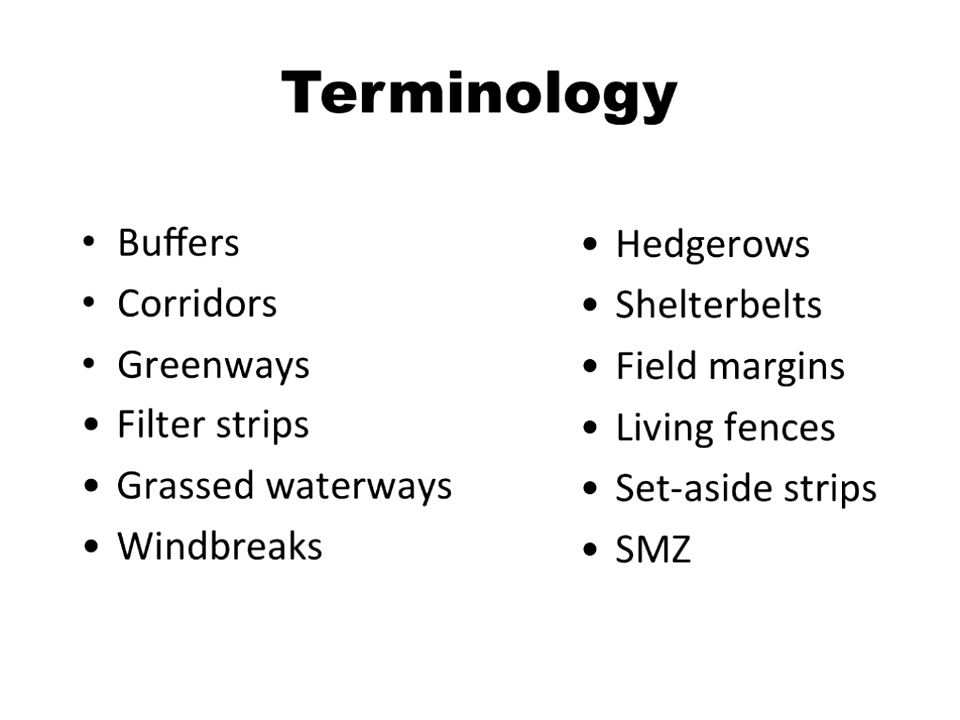 Terminology
• Buffers
• Corridors
• Greenways
• Filter strips
• Grassed waterways
• Windbreaks
• Hedgerows
• Shelterbelts
• Field margins
• Living fences
• Set-aside strips
• SMZ